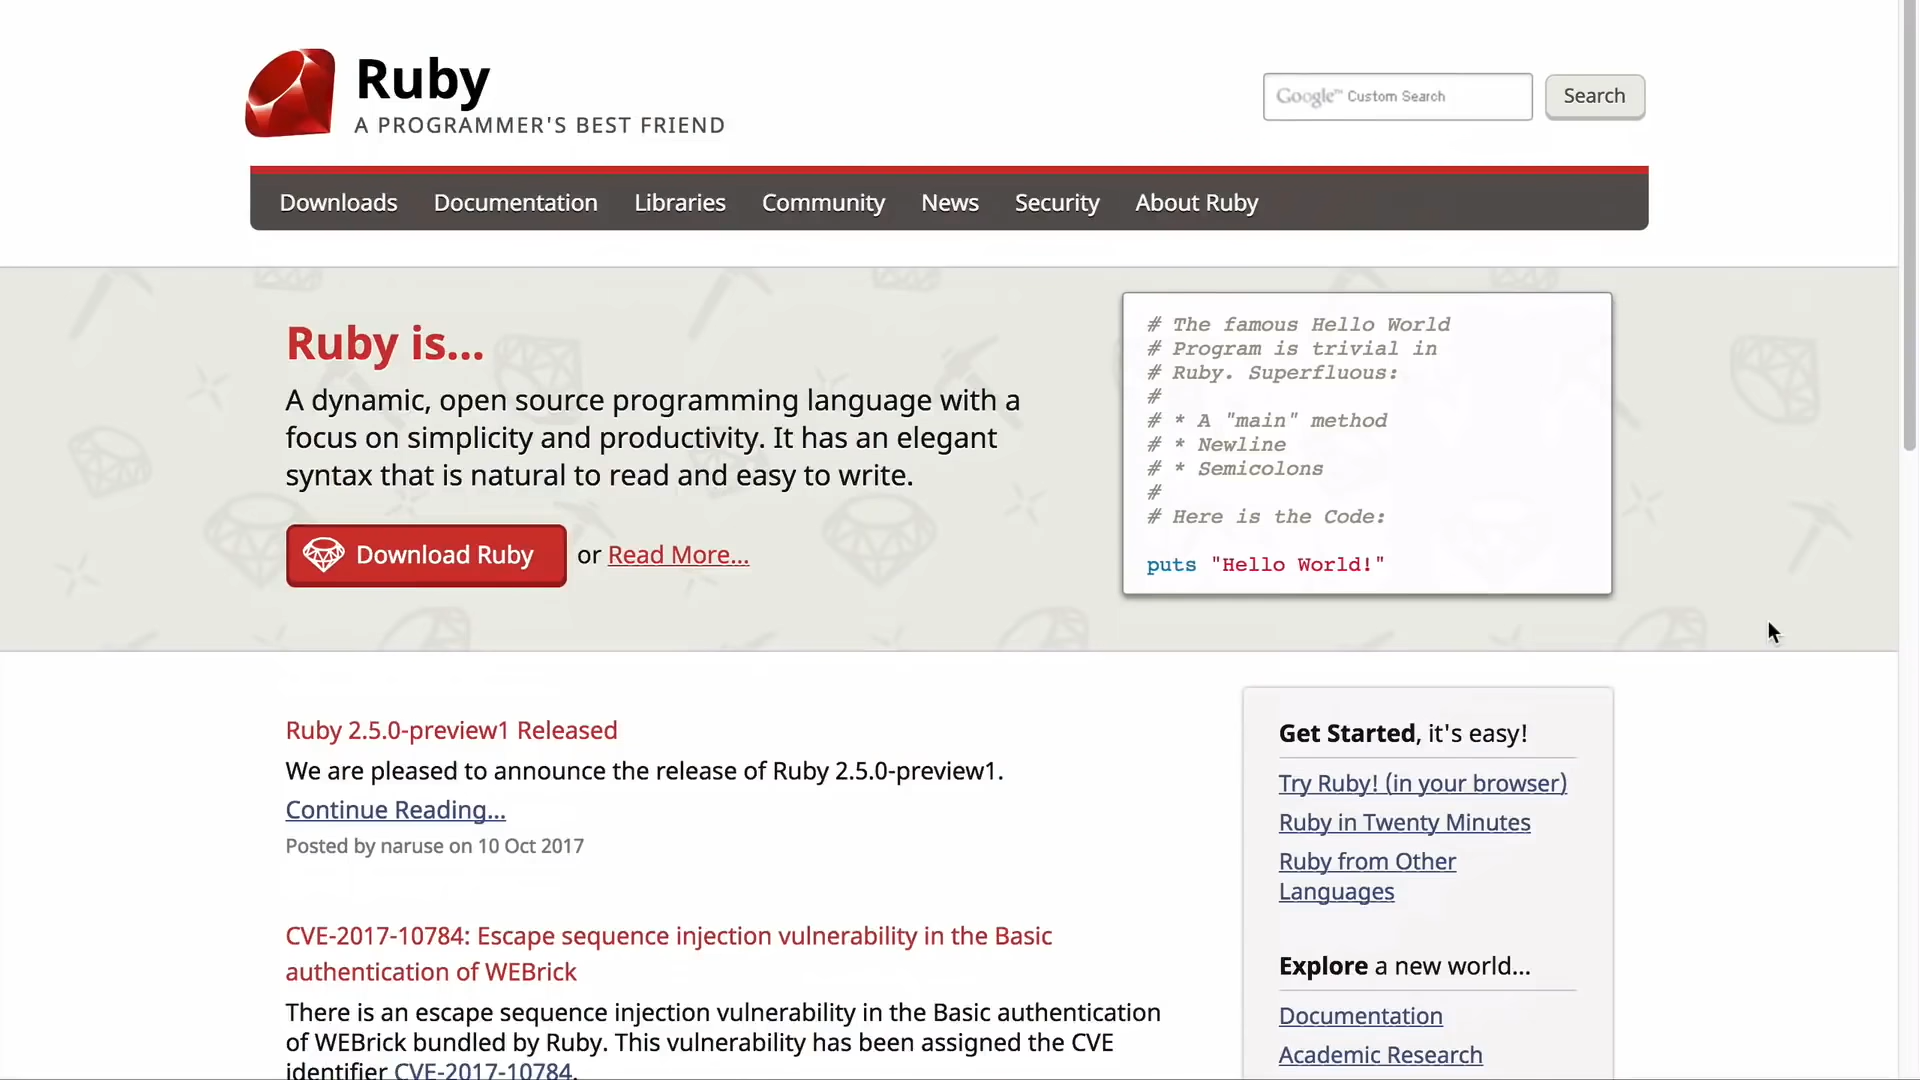 Ruby
A PROGRAMMER'S BEST FRIEND
Google™ Custom Search
Search
Downloads Documentation Libraries Community News Security About Ruby
Ruby is...
A dynamic, open source programming language with a
focus on simplicity and productivity. It has an elegant
syntax that is natural to read and easy to write.
Download Ruby or Read More...
# The famous Hello World
# Program is trivial in
# Ruby. Superfluous:
#
# * A "main" method
# * Newline
# * Semicolons
#
# Here is the Code:
puts "Hello World!"
Ruby 2.5.0-preview1 Released
We are pleased to announce the release of Ruby 2.5.0-preview1.
Continue Reading...
Posted by naruse on 10 Oct 2017
CVE-2017-10784: Escape sequence injection vulnerability in the Basic
authentication of WEBrick
There is an escape sequence injection vulnerability in the Basic authentication
of WEBrick bundled by Ruby. This vulnerability has been assigned the CVE
identifier CVE-2017-10784.
Get Started, it's easy!
Try Ruby! (in your browser)
Ruby in Twenty Minutes
Ruby from Other
Languages
Explore a new world...
Documentation
Academic Research